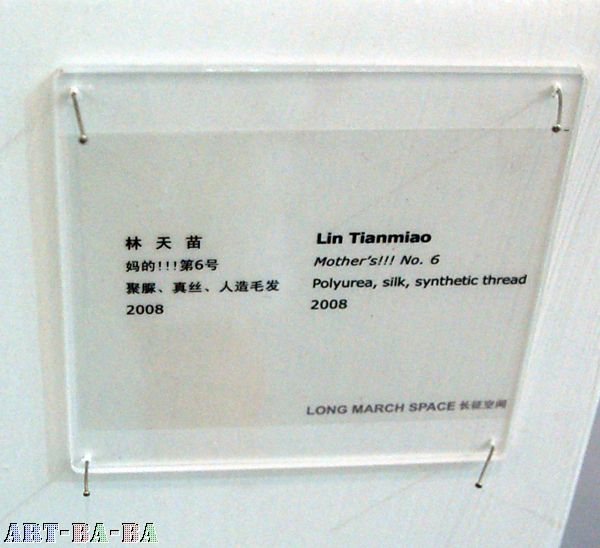 林天苗
妈的!!!第6号
聚脲、真丝、人造毛发
2008
Lin Tianmiao
Mother's!!! No. 6
Polyurea, silk, synthetic thread
2008
LONG MARCH SPACE 长征空间
ART-BA-BA